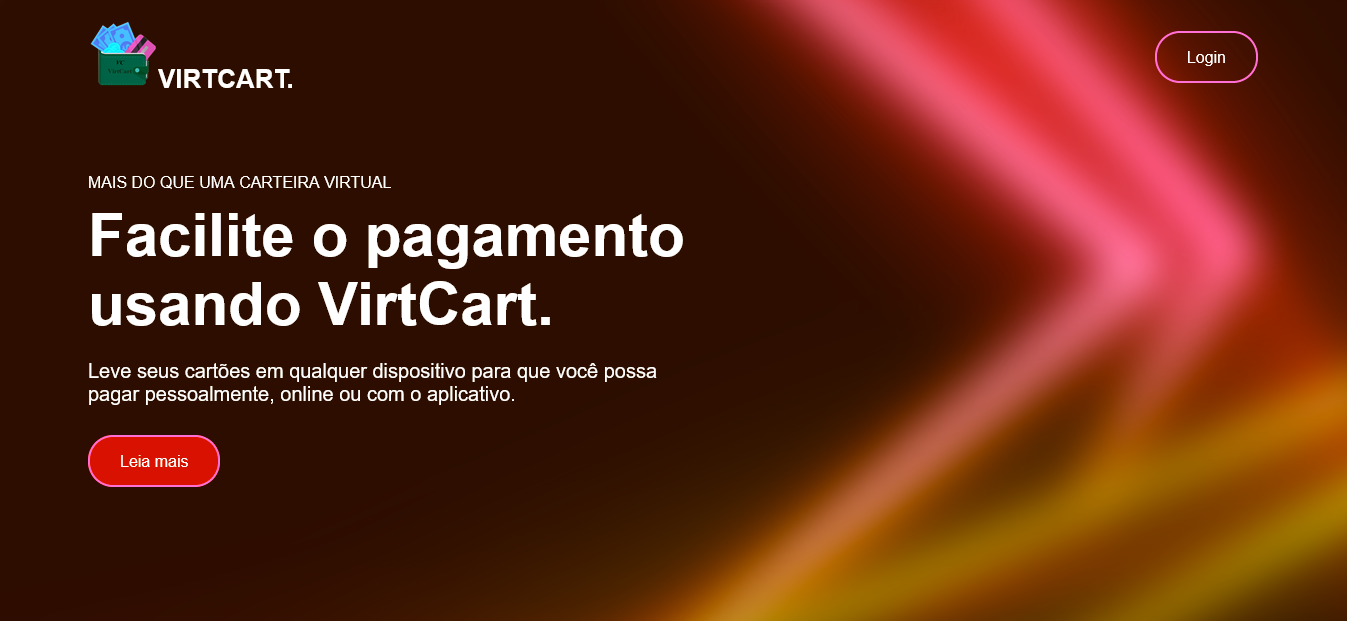 VIRTCART.
Login
MAIS DO QUE UMA CARTEIRA VIRTUAL
Facilite o pagamento
usando VirtCart.
Leve seus cartões em qualquer dispositivo para que você possa
pagar pessoalmente, online ou com o aplicativo.
Leia mais